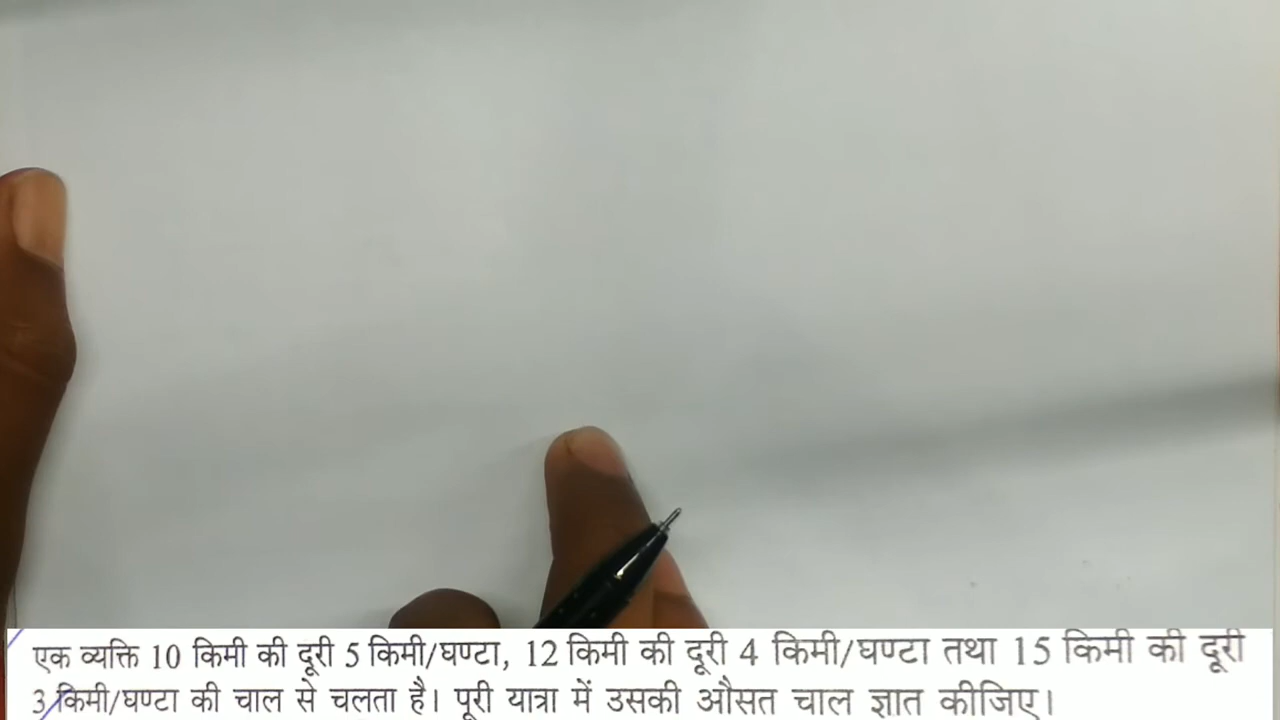 एक व्यक्ति 10 किमी की दूरी 5 किमी/घण्टा, 12 किमी की दूरी 4 किमी/घण्टा तथा 15 किमी की दूरी
3 किमी/घण्टा की चाल से चलता है। पूरी यात्रा में उसकी औसत चाल ज्ञात कीजिए।